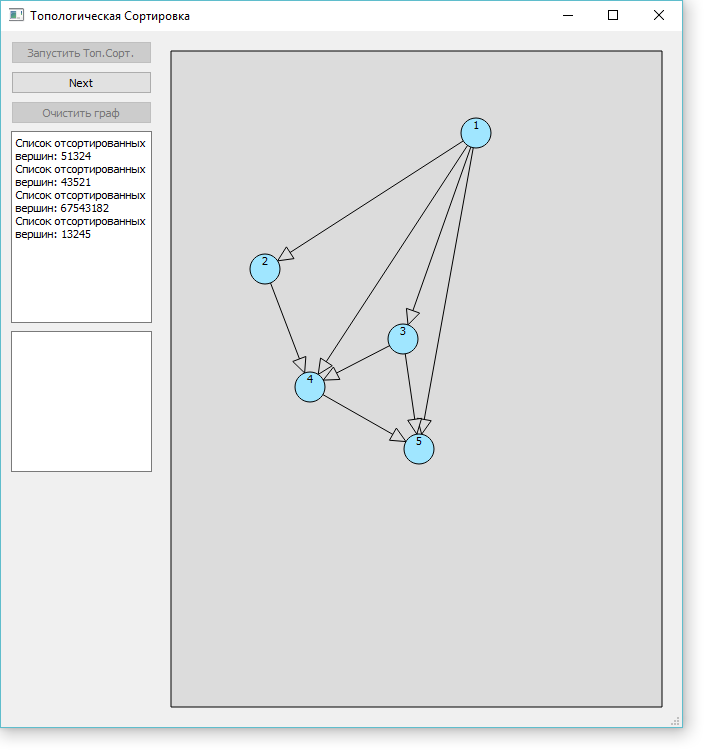 Топологическая Сортировка
Запустить Топ.Сорт.
Next
Очистить граф
Список отсортированных
вершин: 51324
Список отсортированных
вершин: 43521
Список отсортированных
вершин: 67543182
Список отсортированных
вершин: 13245
1
2
3
4
5